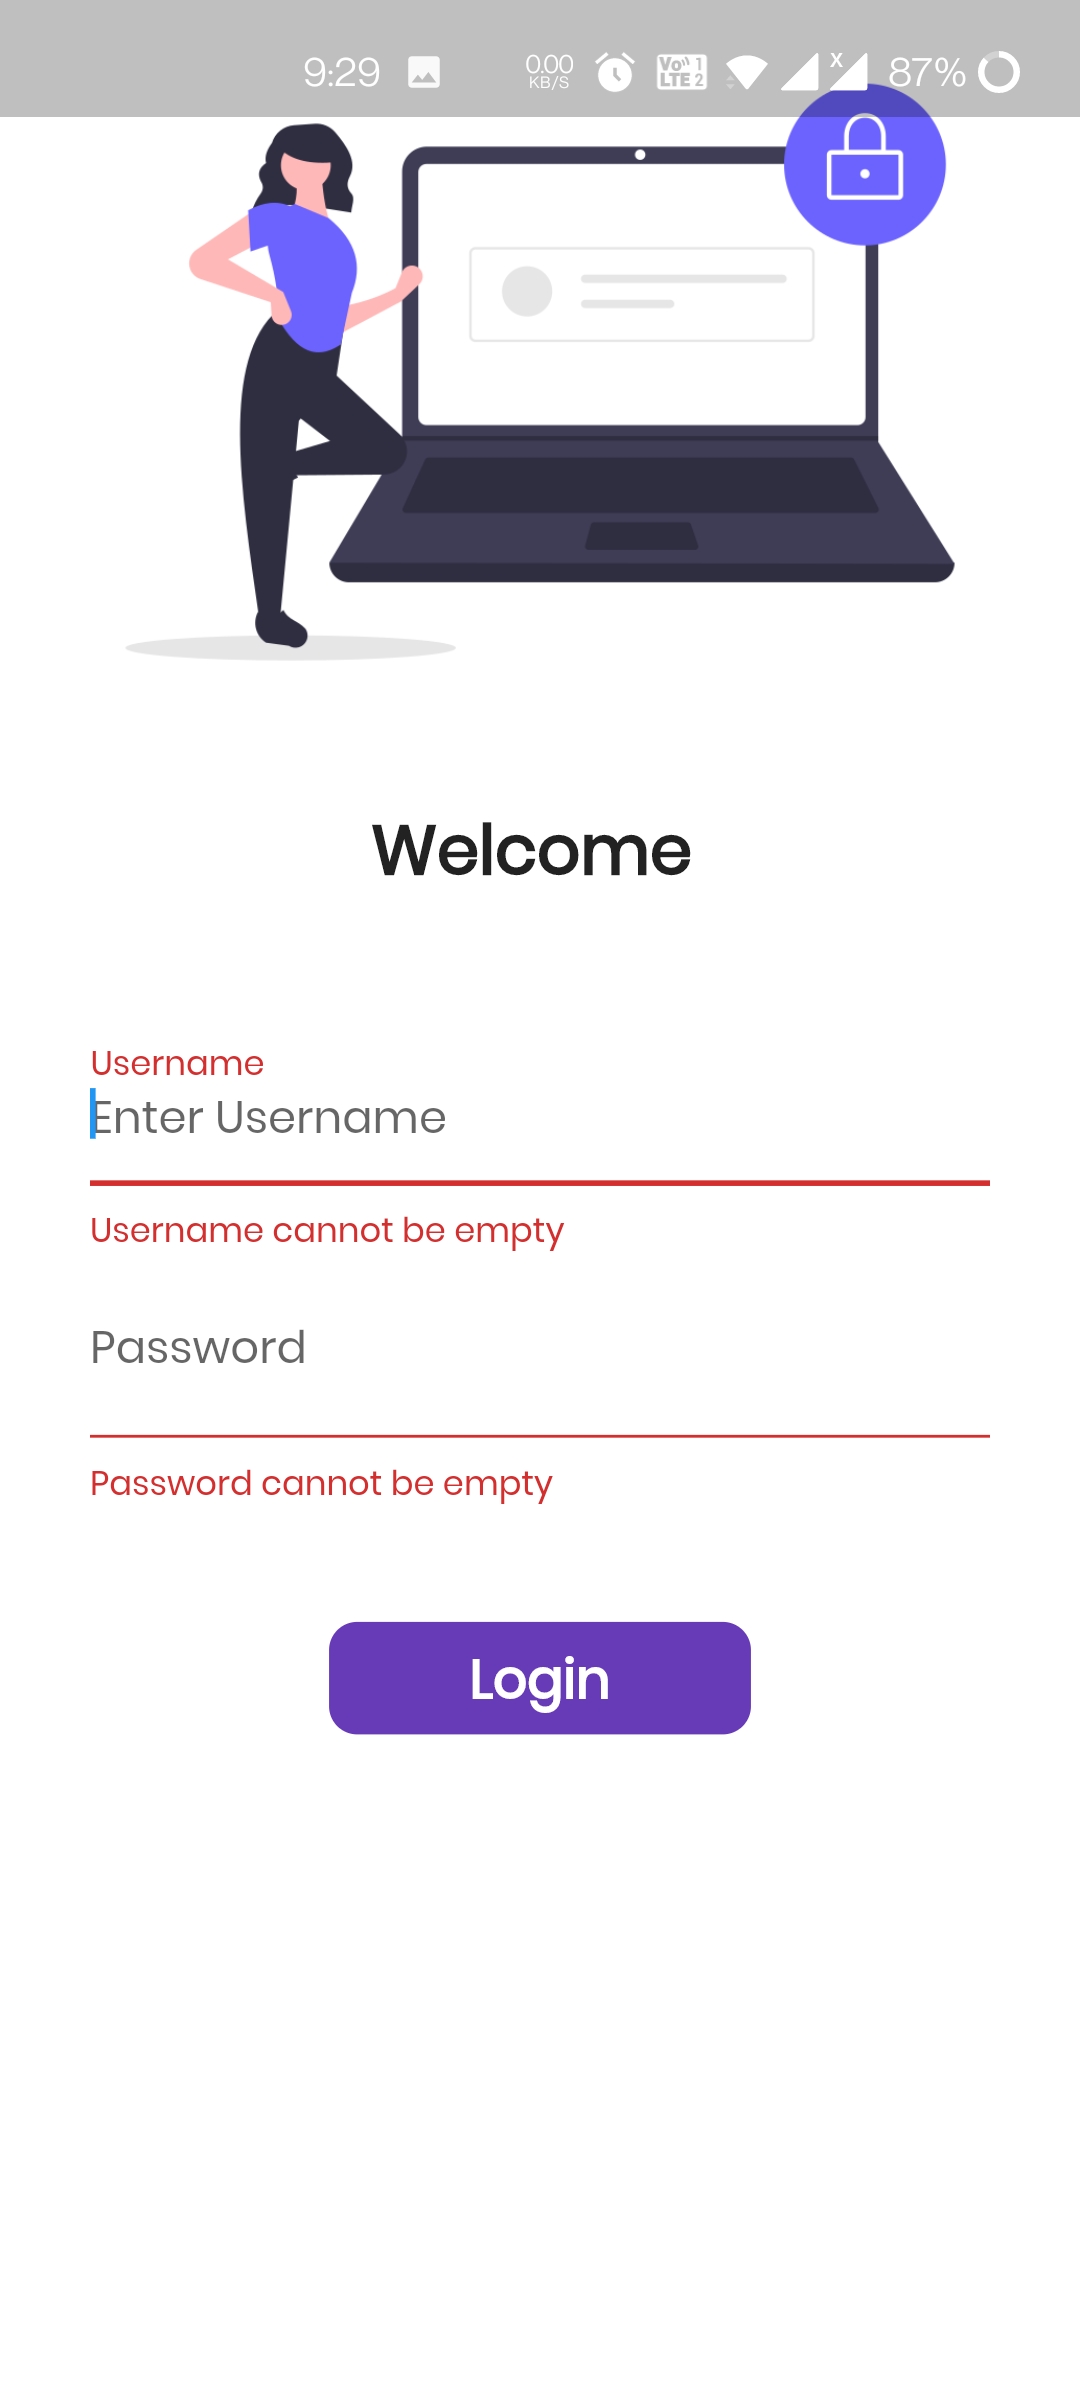 9:29 0.00 KB/S Vo LTE 1 2 X 87%
Welcome
Username
Enter Username
Username cannot be empty
Password
Password cannot be empty
Login